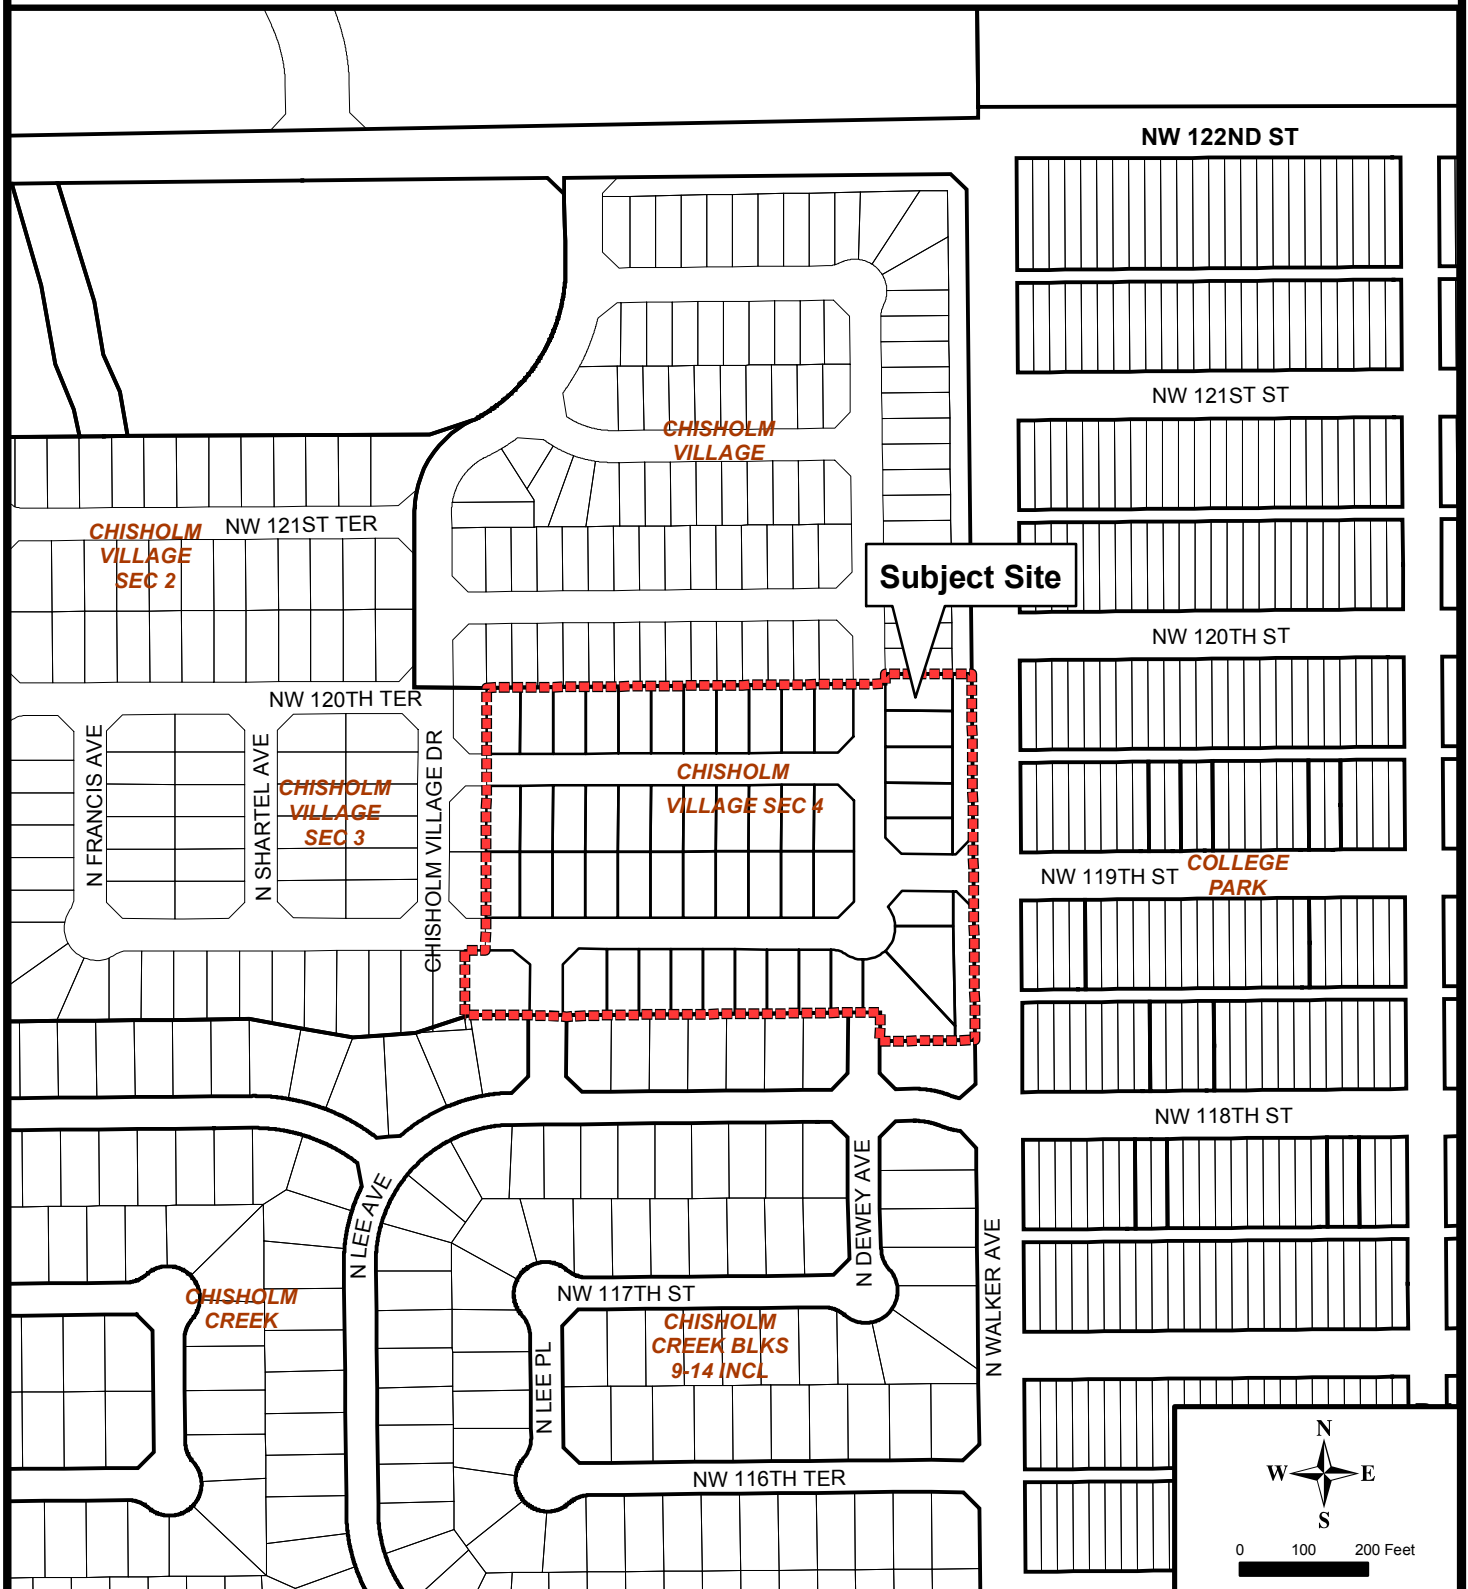 NW 122ND ST
NW 121ST ST
CHISHOLM
VILLAGE
NW 121ST TER
CHISHOLM
VILLAGE
SEC 2
Subject Site
NW 120TH ST
NW 120TH TER
N FRANCIS AVE
N SHARTEL AVE
CHISHOLM VILLAGE DR
CHISHOLM
VILLAGE
SEC 3
CHISHOLM
VILLAGE SEC 4
NW 119TH ST
COLLEGE
PARK
NW 118TH ST
N LEE AVE
N DEWEY AVE
N WALKER AVE
CHISHOLM
CREEK
NW 117TH ST
CHISHOLM
CREEK BLKS
9-14 INCL
N LEE PL
NW 116TH TER
N
W E
S
0 100 200 Feet